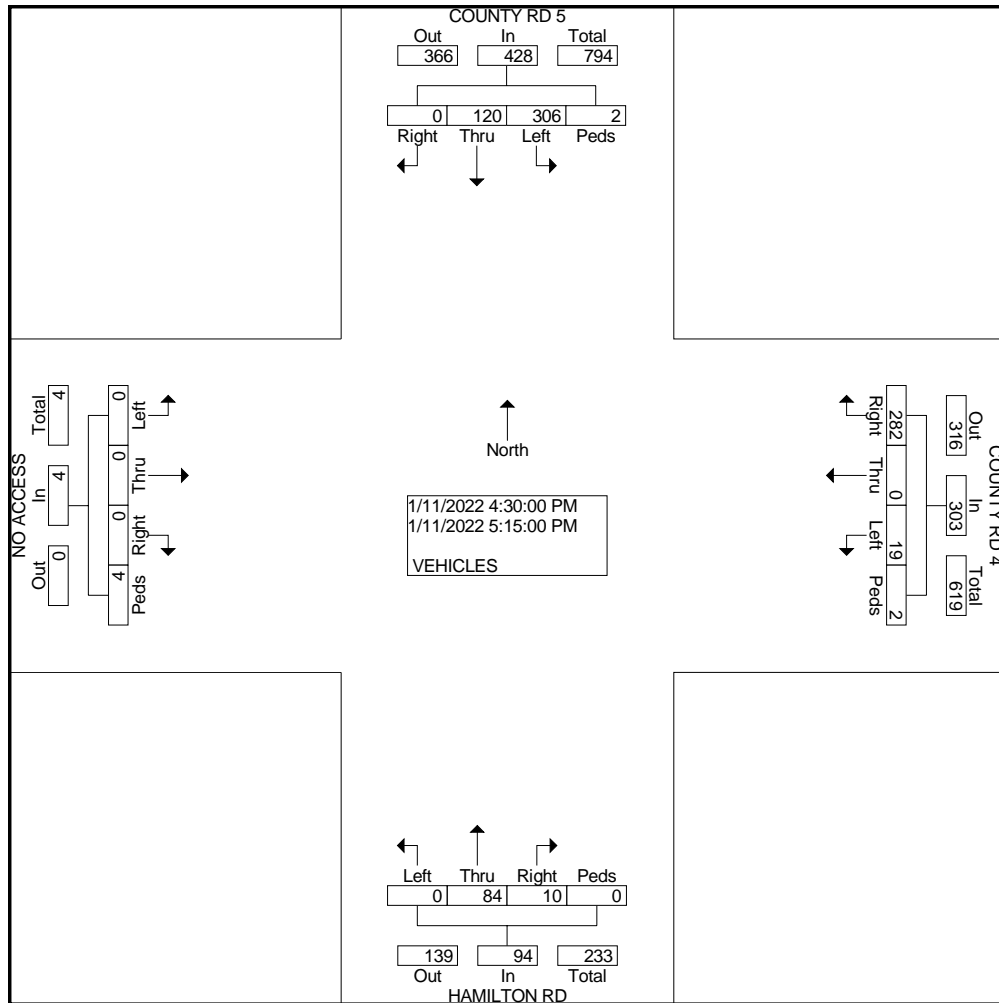 COUNTY RD 5
Out In Total
366 428 794
0 120 306 2
Right Thru Left Peds
NO ACCESS
Total In Out
4 4 0
0 0 0 4
Left Thru Right Peds
North
1/11/2022 4:30:00 PM
1/11/2022 5:15:00 PM
VEHICLES
Right Thru Left Peds
282 0 19 2
Out In Total
316 303 619
COUNTY RD 4
Left Thru Right Peds
0 84 10 0
139 94 233
Out In Total
HAMILTON RD